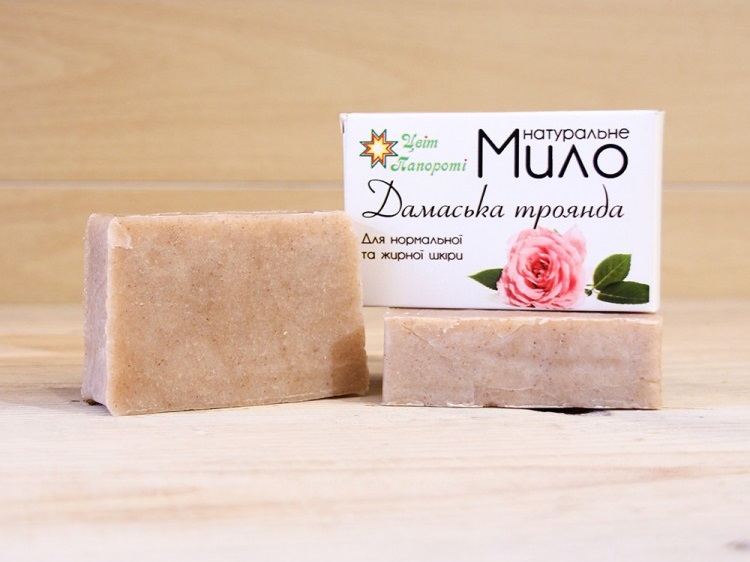 Цвіт
Папороті
натуральне
Мило
Дамаська троянда
Для нормальної
та жирної шкіри